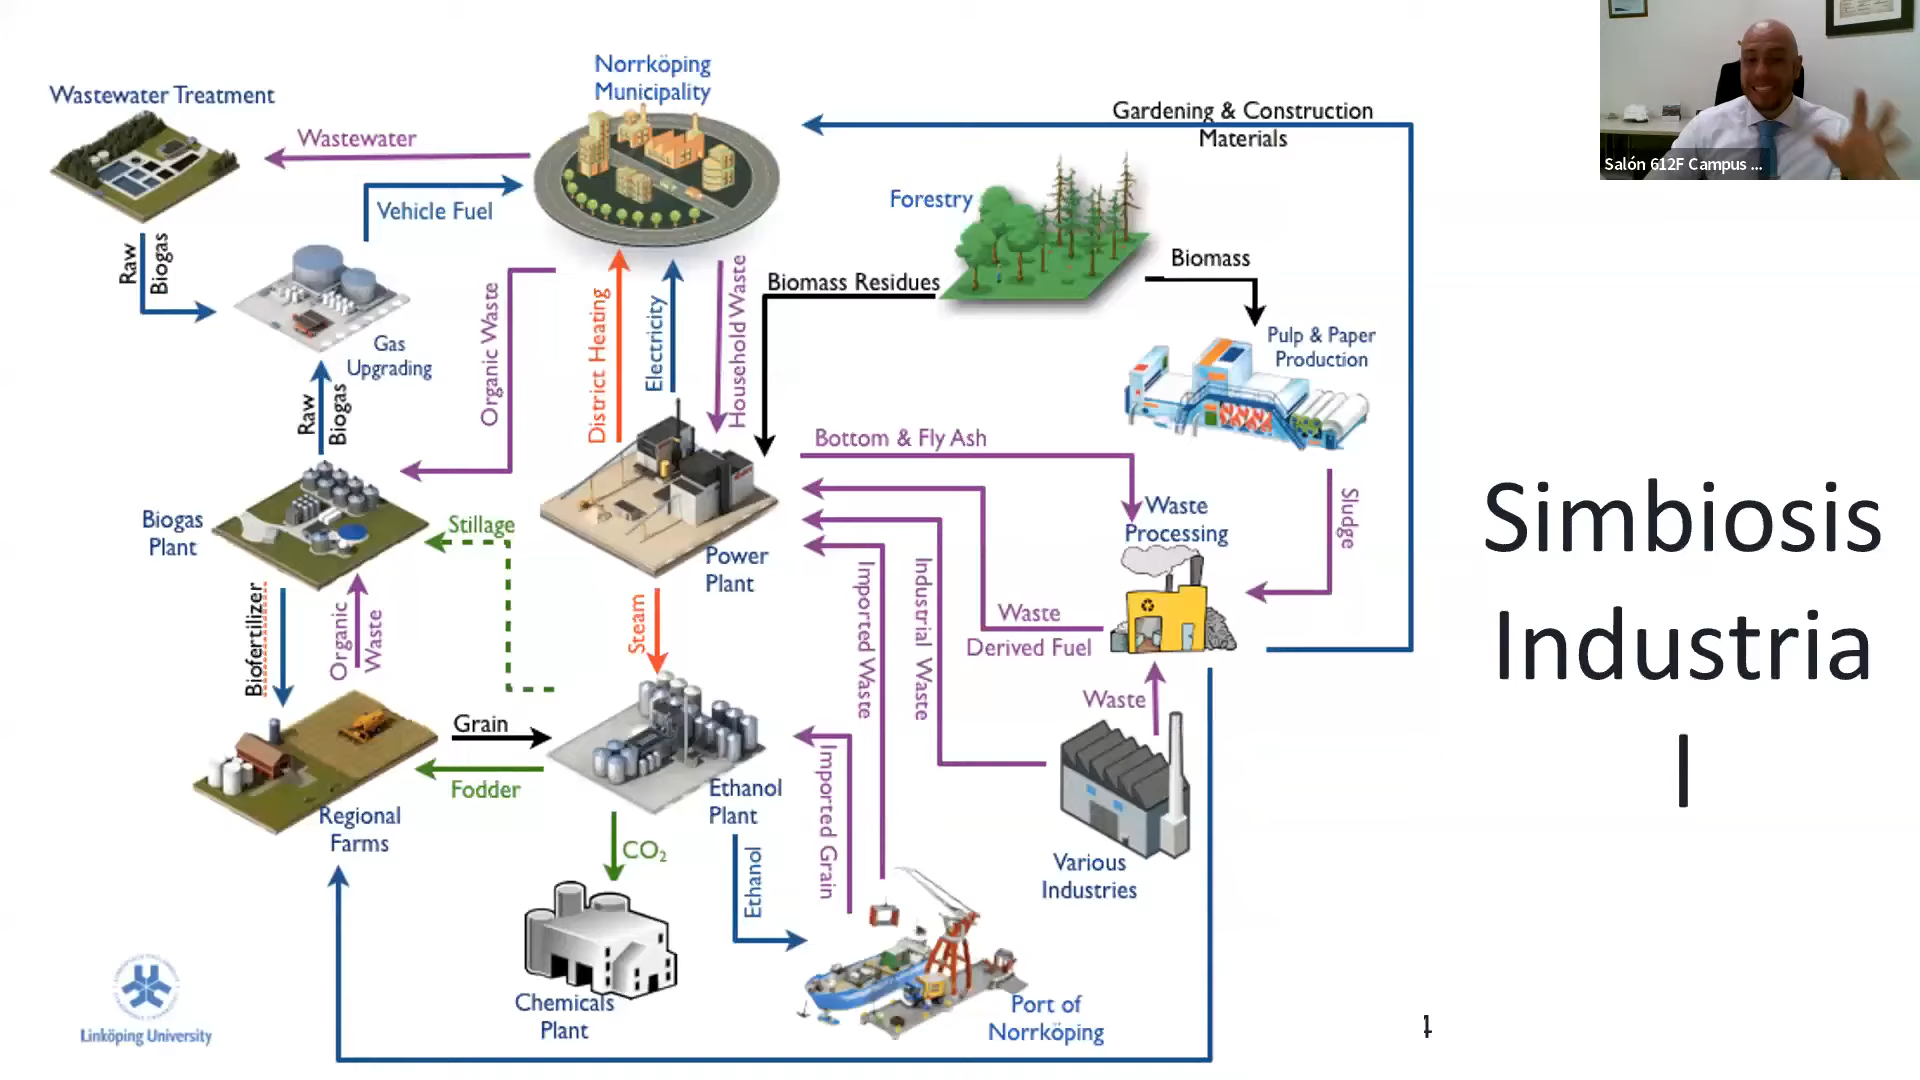 Norrköping
Municipality
Wastewater Treatment
Wastewater
Vehicle Fuel
Raw
Biogas
Gas
Upgrading
Raw
Biogas
Organic Waste
District Heating
Electricity
Household Waste
Biomass Residues
Forestry
Biomass
Gardening & Construction
Materials
Pulp & Paper
Production
Bottom & Fly Ash
Waste
Processing
Sludge
Biogas
Plant
Stillage
Power
Plant
Biofertilizer
Organic
Waste
Steam
Imported Waste
Industrial Waste
Waste
Derived Fuel
Waste
Grain
Fodder
Regional
Farms
Ethanol
Plant
CO2
Ethanol
Imported Grain
Various
Industries
Chemicals
Plant
Port of
Norrköping
Linköping University
Simbiosis
Industria
l
4
Salón 612F Campus ...